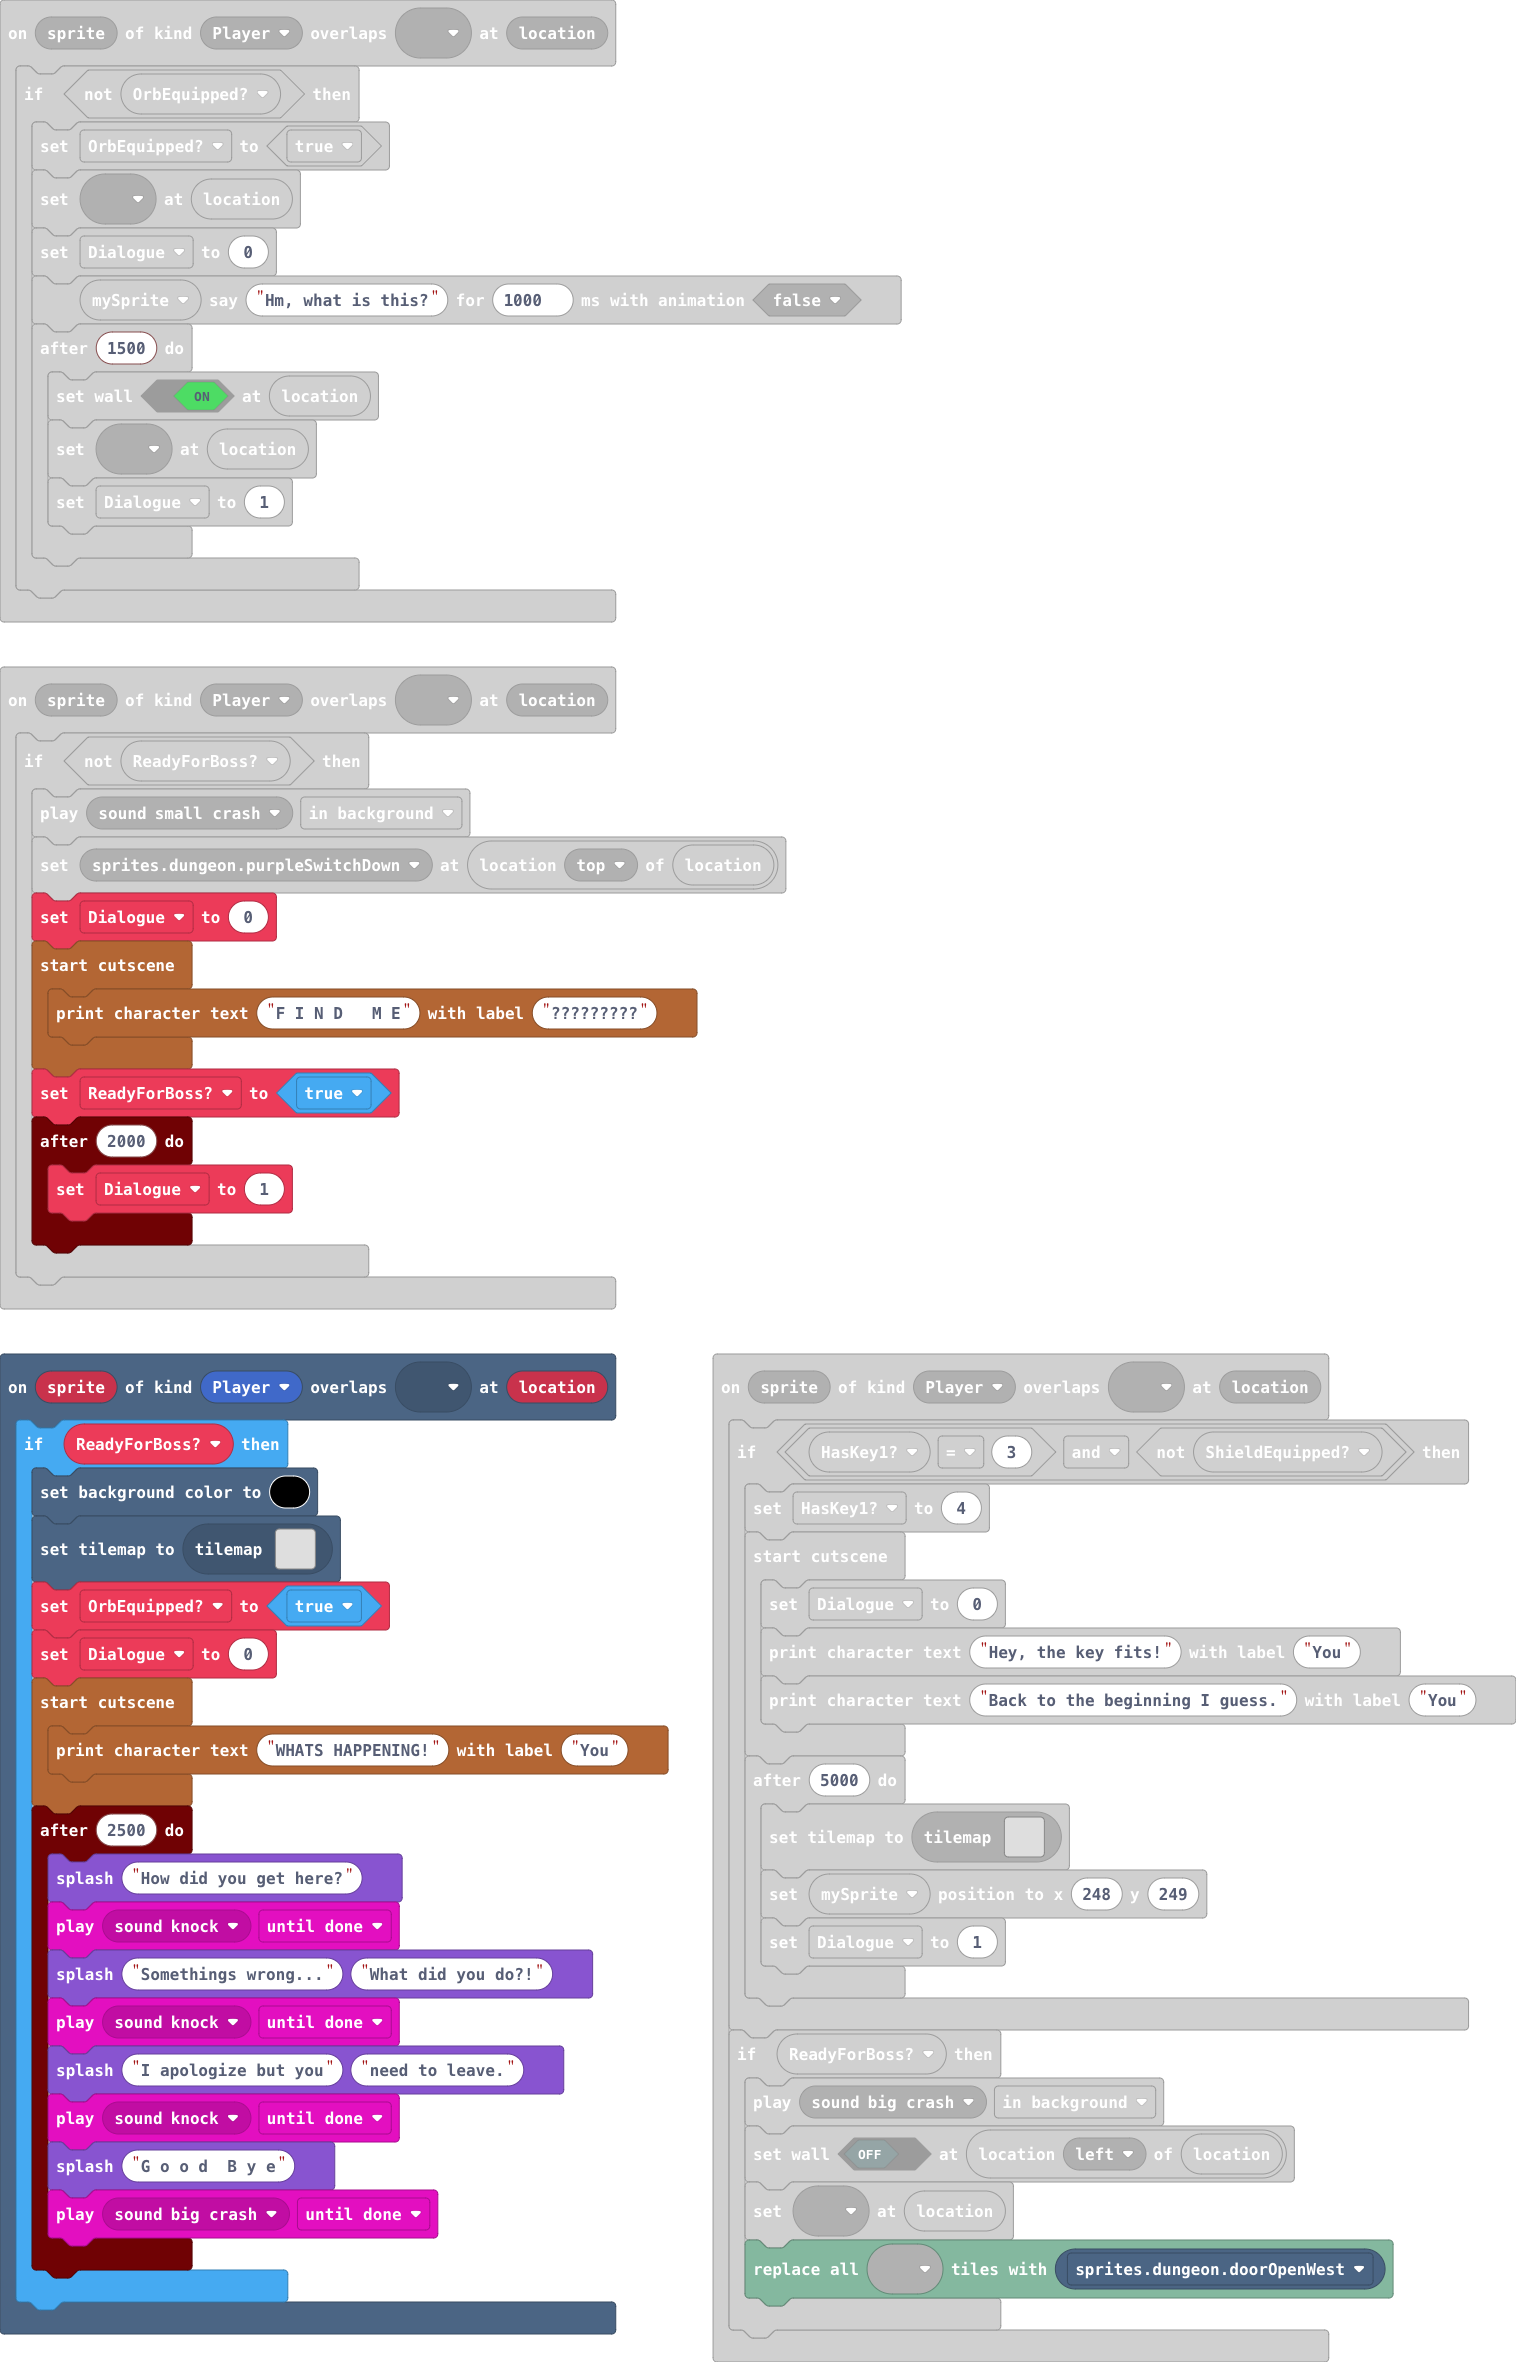 on sprite of kind Player overlaps at location
if not OrbEquipped? then
set OrbEquipped? to true
set at location
set Dialogue to 0
mySprite say "Hm, what is this?" for 1000 ms with animation false
after 1500 do
set wall ON at location
set at location
set Dialogue to 1
on sprite of kind Player overlaps at location
if not ReadyForBoss? then
play sound small crash in background
set sprites.dungeon.purpleSwitchDown at location top of location
set Dialogue to 0
start cutscene
print character text "F I N D   M E" with label "?????????"
set ReadyForBoss? to true
after 2000 do
set Dialogue to 1
on sprite of kind Player overlaps at location
if ReadyForBoss? then
set background color to
set tilemap to tilemap
set OrbEquipped? to true
set Dialogue to 0
start cutscene
print character text "WHATS HAPPENING!" with label "You"
after 2500 do
splash "How did you get here?"
play sound knock until done
splash "Somethings wrong..." "What did you do?!"
play sound knock until done
splash "I apologize but you" "need to leave."
play sound knock until done
splash "G o o d  B y e"
play sound big crash until done
on sprite of kind Player overlaps at location
if HasKey1? = 3 and not ShieldEquipped? then
set HasKey1? to 4
start cutscene
set Dialogue to 0
print character text "Hey, the key fits!" with label "You"
print character text "Back to the beginning I guess." with label "You"
after 5000 do
set tilemap to tilemap
set mySprite position to x 248 y 249
set Dialogue to 1
if ReadyForBoss? then
play sound big crash in background
set wall OFF at location left of location
set at location
replace all tiles with sprites.dungeon.doorOpenWest